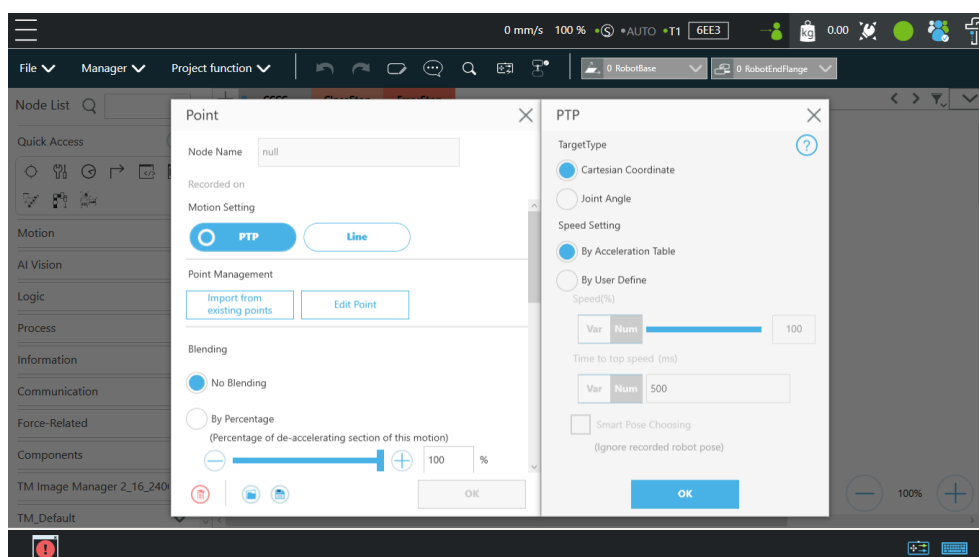 0 mm/s 100 % S AUTO T1 6EE3 kg 0.00
File Manager Project function 0 RobotBase 0 RobotEndFlange
Node List
Quick Access
Motion
AI Vision
Logic
Process
Information
Communication
Force-Related
Components
TM Image Manager 2_16_240
TM_Default
Point
Node Name null
Recorded on
Motion Setting
PTP Line
Point Management
Import from
existing points
Edit Point
Blending
No Blending
By Percentage
(Percentage of de-accelerating section of this motion)
100 %
OK
PTP
TargetType ?
Cartesian Coordinate
Joint Angle
Speed Setting
By Acceleration Table
By User Define
Speed(%)
Var Num 100
Time to top speed (ms)
Var Num 500
Smart Pose Choosing
(Ignore recorded robot pose)
OK
100%